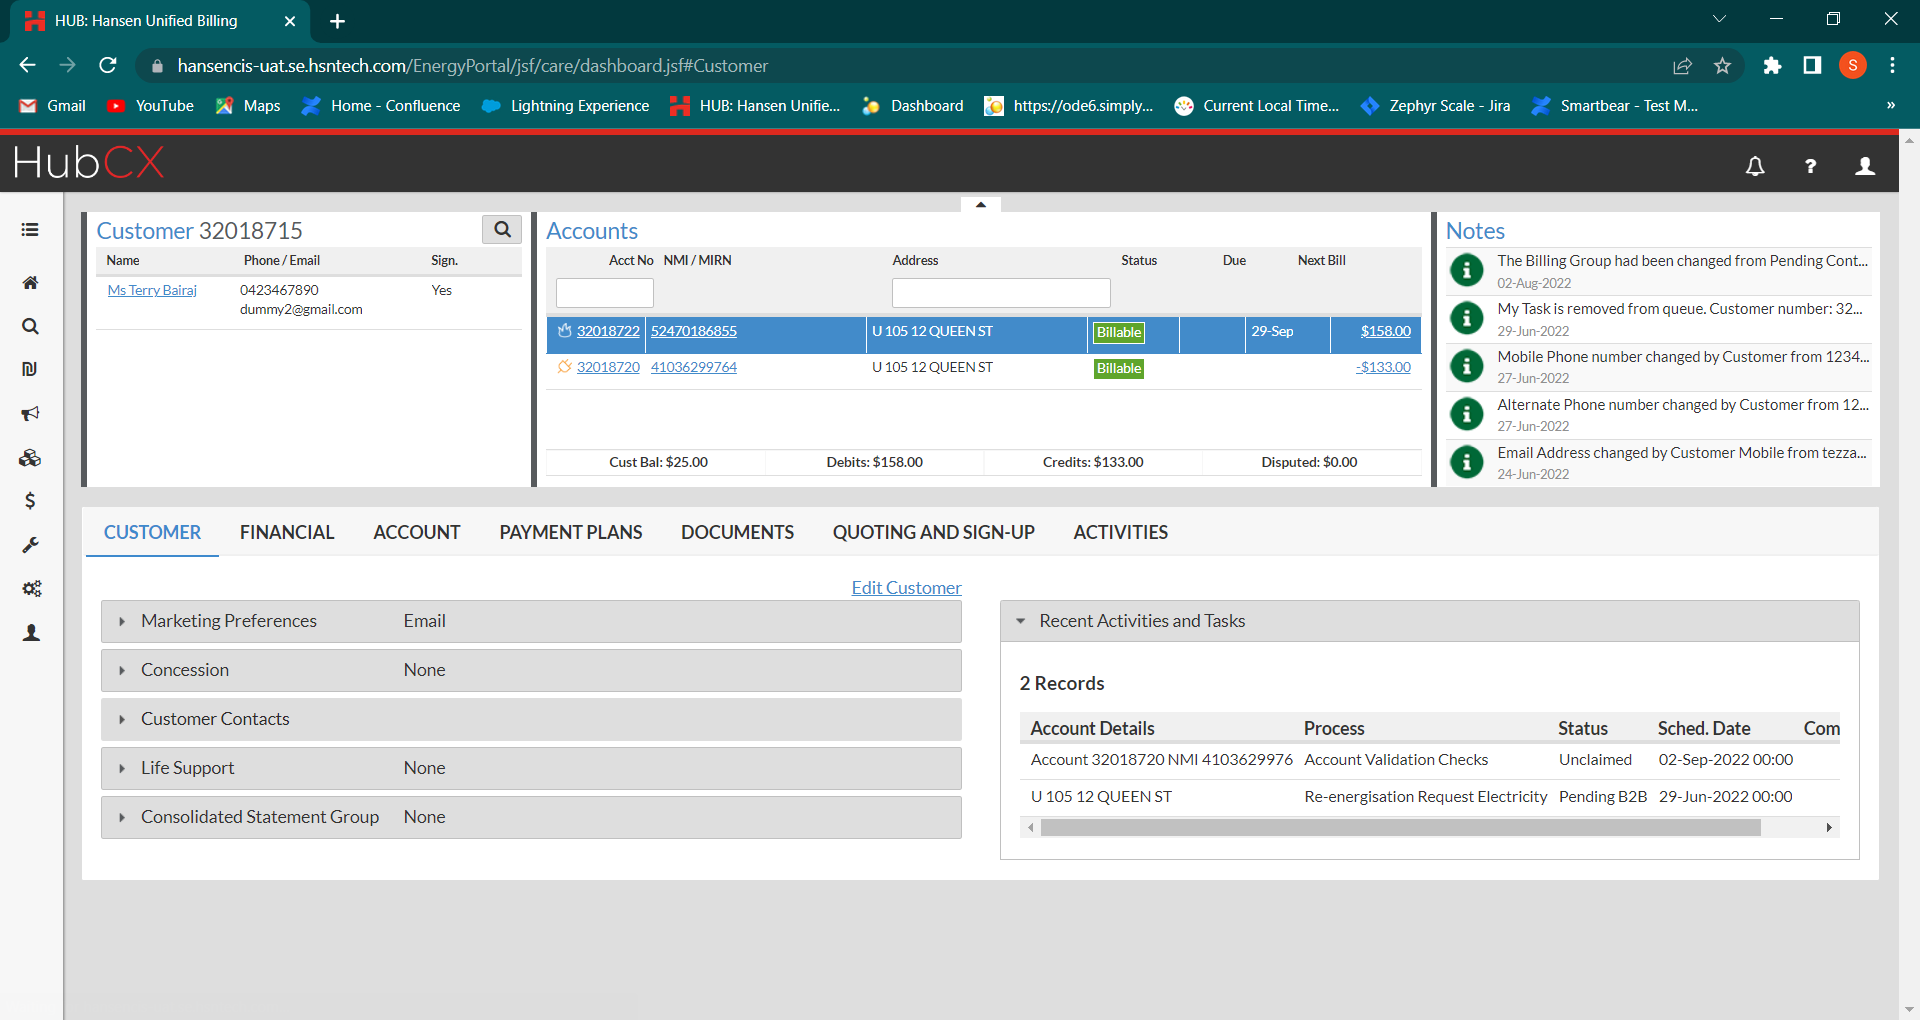 HUB: Hansen Unified Billing
hansencis-uat.se.hsntech.com/EnergyPortal/jsf/care/dashboard.jsf#Customer
S
Gmail YouTube Maps Home - Confluence Lightning Experience HUB: Hansen Unifie... Dashboard https://ode6.simply... Current Local Time... Zephyr Scale - Jira Smartbear - Test M... »
HubCX
?
Customer 32018715
Name Phone / Email Sign.
Ms Terry Bairaj 0423467890 Yes
dummy2@gmail.com
Accounts
Acct No NMI / MIRN Address Status Due Next Bill
32018722 52470186855 U 105 12 QUEEN ST Billable 29-Sep $158.00
32018720 41036299764 U 105 12 QUEEN ST Billable -$133.00
Cust Bal: $25.00 Debits: $158.00 Credits: $133.00 Disputed: $0.00
Notes
The Billing Group had been changed from Pending Cont...
02-Aug-2022
My Task is removed from queue. Customer number: 32...
29-Jun-2022
Mobile Phone number changed by Customer from 1234...
27-Jun-2022
Alternate Phone number changed by Customer from 12...
27-Jun-2022
Email Address changed by Customer Mobile from tezza...
24-Jun-2022
CUSTOMER FINANCIAL ACCOUNT PAYMENT PLANS DOCUMENTS QUOTING AND SIGN-UP ACTIVITIES
Edit Customer
Marketing Preferences Email
Concession None
Customer Contacts
Life Support None
Consolidated Statement Group None
Recent Activities and Tasks
2 Records
Account Details Process Status Sched. Date Com
Account 32018720 NMI 4103629976 Account Validation Checks Unclaimed 02-Sep-2022 00:00
U 105 12 QUEEN ST Re-energisation Request Electricity Pending B2B 29-Jun-2022 00:00